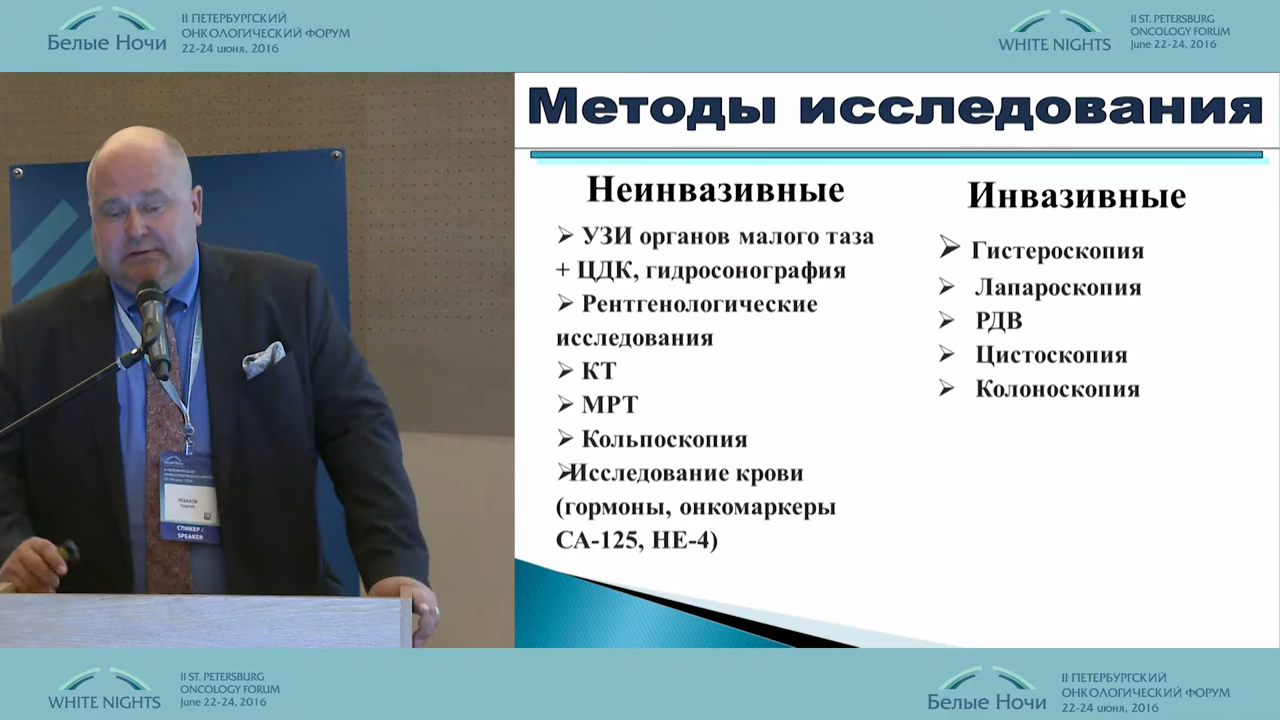 Белые Ночи
II ПЕТЕРБУРГСКИЙ
ОНКОЛОГИЧЕСКИЙ ФОРУМ
22-24 июня, 2016
WHITE NIGHTS
II ST. PETERSBURG
ONCOLOGY FORUM
June 22-24, 2016
Методы исследования
Неинвазивные
➢ УЗИ органов малого таза
+ ЦДК, гидросонография
➢ Рентгенологические
исследования
➢ КТ
➢ МРТ
➢ Кольпоскопия
➢Исследование крови
(гормоны, онкомаркеры
СА-125, НЕ-4)
Инвазивные
➢ Гистероскопия
➢ Лапароскопия
➢ РДВ
➢ Цистоскопия
➢ Колоноскопия
СПИКЕР /
SPEAKER
WHITE NIGHTS
II ST. PETERSBURG
ONCOLOGY FORUM
June 22-24, 2016
Белые Ночи
II ПЕТЕРБУРГСКИЙ
ОНКОЛОГИЧЕСКИЙ ФОРУМ
22-24 июня, 2016